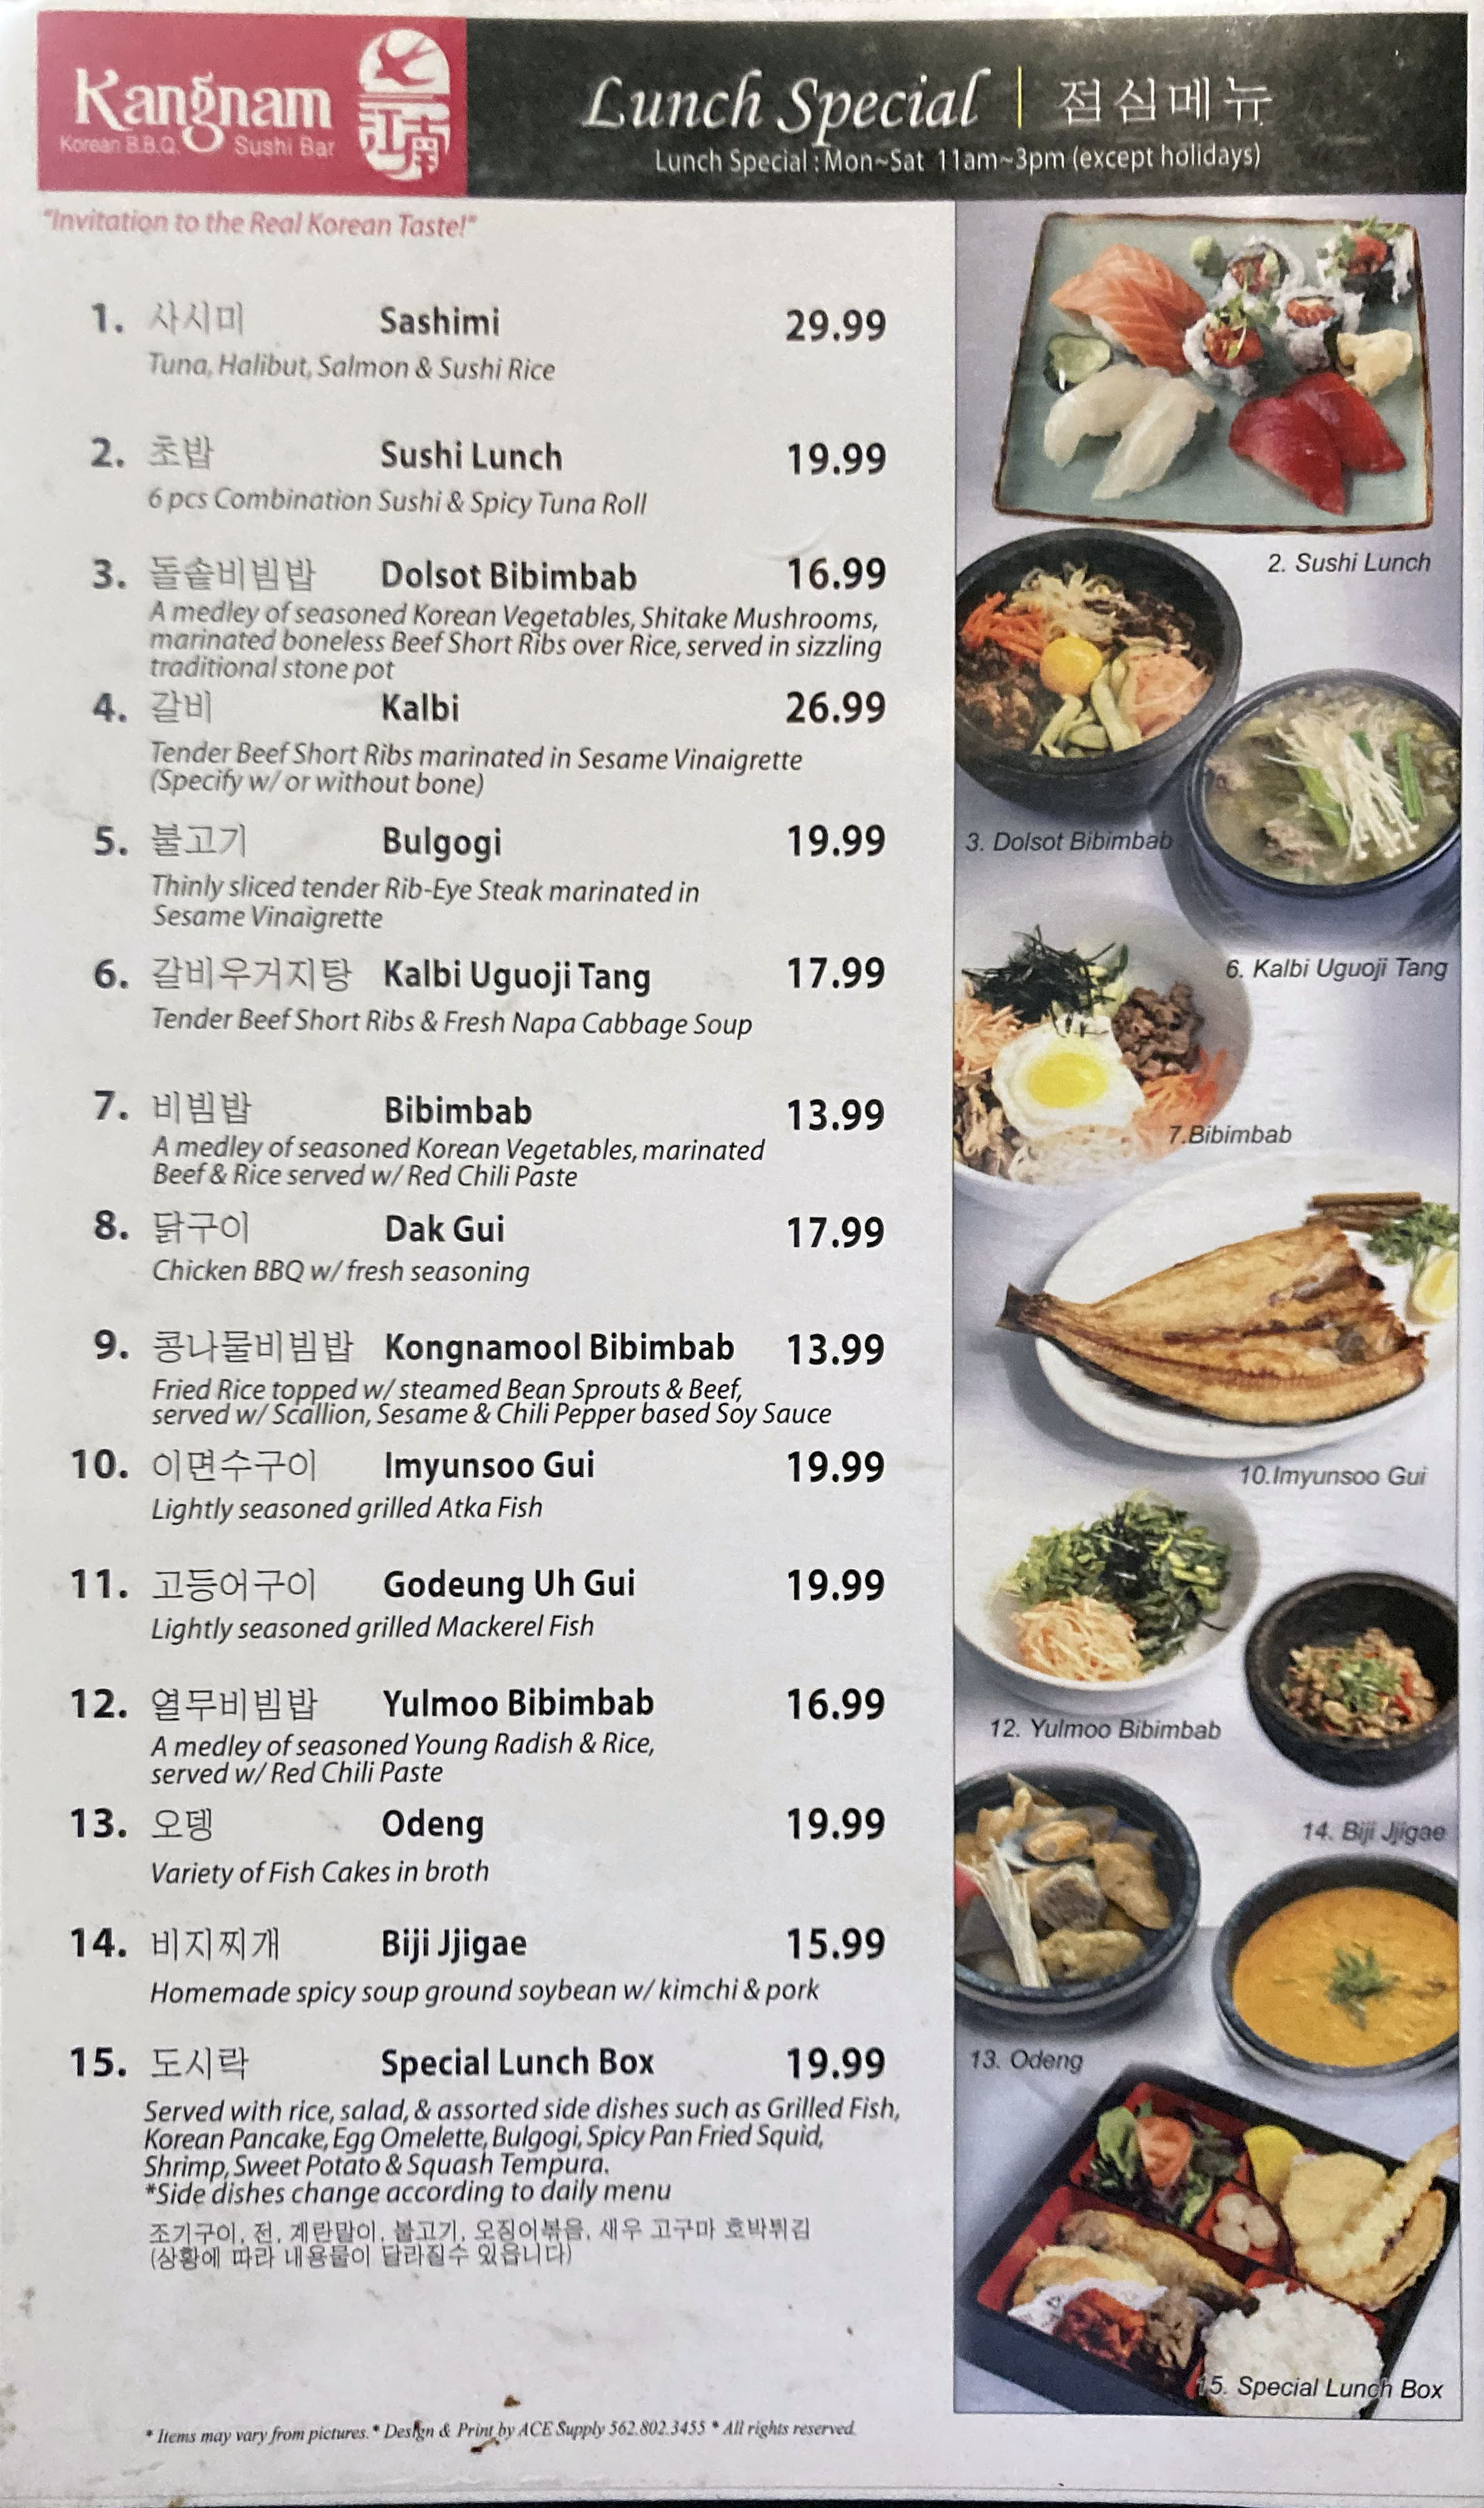 Kangnam
Korean B.B.Q. Sushi Bar
江南
Lunch Special | 점심메뉴
Lunch Special : Mon~Sat 11am~3pm (except holidays)
"Invitation to the Real Korean Taste!"
1. 사시미 Sashimi 29.99
Tuna, Halibut, Salmon & Sushi Rice
2. 초밥 Sushi Lunch 19.99
6 pcs Combination Sushi & Spicy Tuna Roll
3. 돌솥비빔밥 Dolsot Bibimbab 16.99
A medley of seasoned Korean Vegetables, Shitake Mushrooms,
marinated boneless Beef Short Ribs over Rice, served in sizzling
traditional stone pot
4. 갈비 Kalbi 26.99
Tender Beef Short Ribs marinated in Sesame Vinaigrette
(Specify w/ or without bone)
5. 불고기 Bulgogi 19.99
Thinly sliced tender Rib-Eye Steak marinated in
Sesame Vinaigrette
6. 갈비우거지탕 Kalbi Uguoji Tang 17.99
Tender Beef Short Ribs & Fresh Napa Cabbage Soup
7. 비빔밥 Bibimbab 13.99
A medley of seasoned Korean Vegetables, marinated
Beef & Rice served w/ Red Chili Paste
8. 닭구이 Dak Gui 17.99
Chicken BBQ w/ fresh seasoning
9. 콩나물비빔밥 Kongnamool Bibimbab 13.99
Fried Rice topped w/ steamed Bean Sprouts & Beef,
served w/ Scallion, Sesame & Chili Pepper based Soy Sauce
10. 이면수구이 Imyunsoo Gui 19.99
Lightly seasoned grilled Atka Fish
11. 고등어구이 Godeung Uh Gui 19.99
Lightly seasoned grilled Mackerel Fish
12. 열무비빔밥 Yulmoo Bibimbab 16.99
A medley of seasoned Young Radish & Rice,
served w/ Red Chili Paste
13. 오뎅 Odeng 19.99
Variety of Fish Cakes in broth
14. 비지찌개 Biji Jjigae 15.99
Homemade spicy soup ground soybean w/ kimchi & pork
15. 도시락 Special Lunch Box 19.99
Served with rice, salad, & assorted side dishes such as Grilled Fish,
Korean Pancake, Egg Omelette, Bulgogi, Spicy Pan Fried Squid,
Shrimp, Sweet Potato & Squash Tempura.
*Side dishes change according to daily menu
조기구이, 전, 계란말이, 불고기, 오징어볶음, 새우 고구마 호박튀김
(상황에 따라 내용물이 달라질수 있읍니다)
2. Sushi Lunch
3. Dolsot Bibimbab
6. Kalbi Uguoji Tang
7.Bibimbab
10.Imyunsoo Gui
12. Yulmoo Bibimbab
14. Biji Jjigae
13. Odeng
15. Special Lunch Box
* Items may vary from pictures. * Design & Print by ACE Supply 562.802.3455 * All rights reserved.